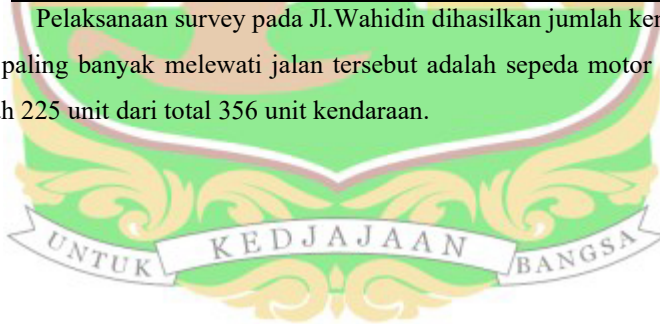 Pelaksanaan survey pada Jl.Wahidin dihasilkan jumlah
paling banyak melewati jalan tersebut adalah sepeda motor
225 unit dari total 356 unit kendaraan.
UNTUK KEDJAJAAN BANGSA